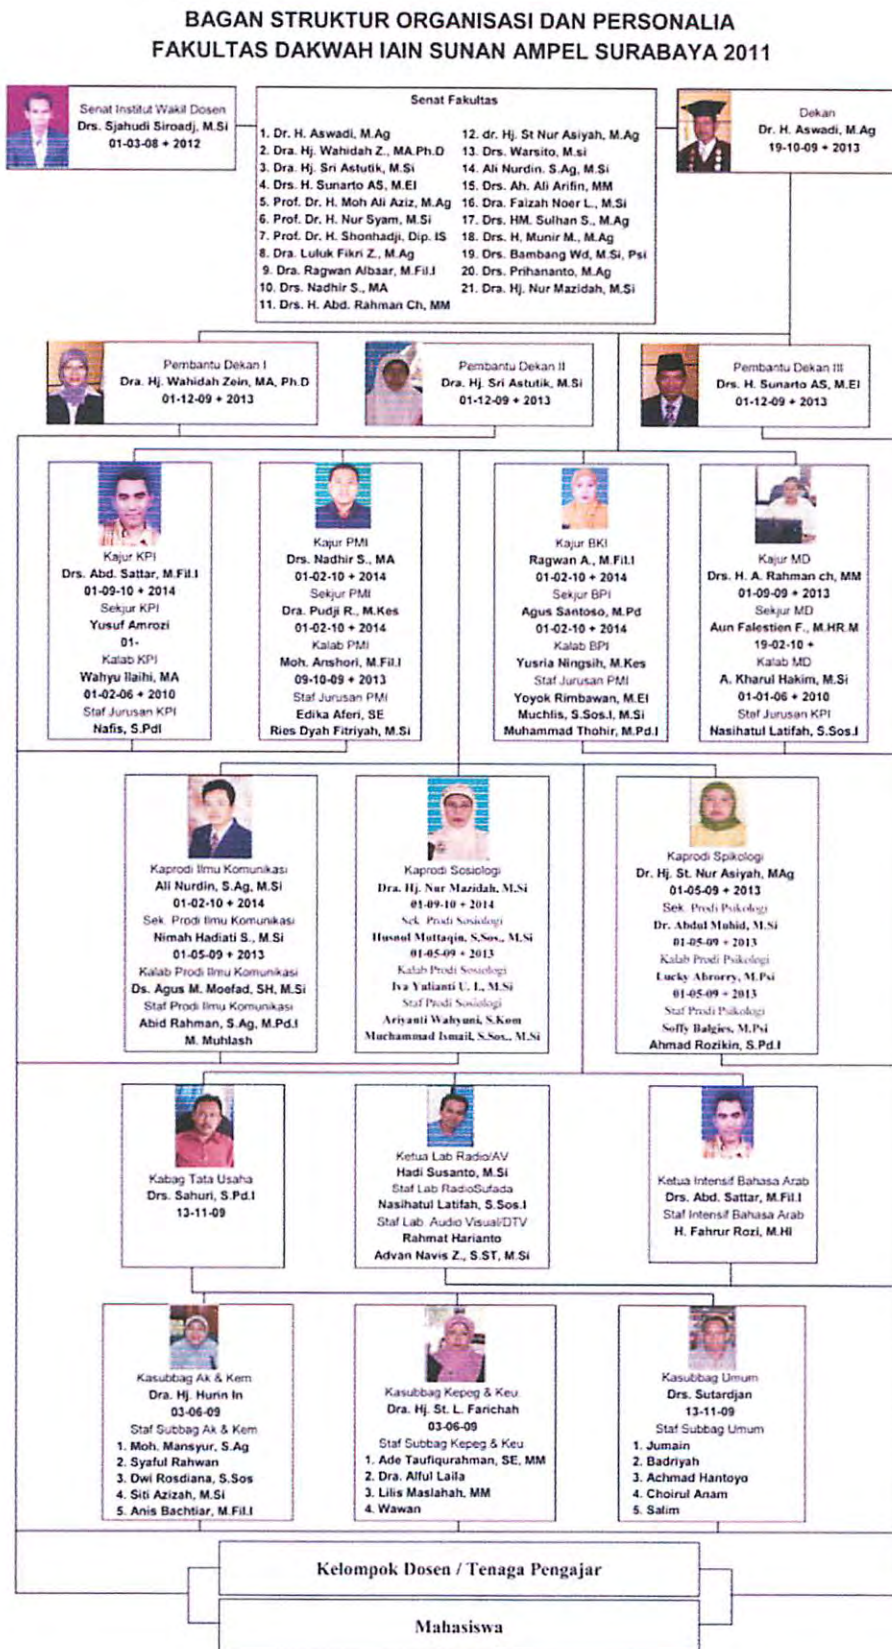 BAGAN STRUKTUR ORGANISASI DAN PERSONALIA
FAKULTAS DAKWAH IAIN SUNAN AMPEL SURABAYA 2011
Senat Institut Wakil Dosen
Drs. Sjahudi Siroadj, M.Si
01-03-08 + 2012
Senat Fakultas
1. Dr. H. Aswadi, M.Ag
2. Dra. Hj. Wahidah Z., MA.Ph.D
3. Dra. Hj. Sri Astutik, M.Si
4. Drs. H. Sunarto AS, M.EI
5. Prof. Dr. H. Moh Ali Aziz, M.Ag
6. Prof. Dr. H. Nur Syam, M.Si
7. Prof. Dr. H. Shonhadji, Dip. IS
8. Dra. Luluk Fikri Z., M.Ag
9. Dra. Ragwan Albaar, M.Fil.I
10. Drs. Nadhir S., MA
11. Drs. H. Abd. Rahman Ch, MM
12. dr. Hj. St Nur Asiyah, M.Ag
13. Drs. Warsito, M.si
14. Ali Nurdin. S.Ag, M.Si
15. Drs. Ah. Ali Arifin, MM
16. Dra. Faizah Noer L., M.Si
17. Drs. HM. Sulhan S., M.Ag
18. Drs. H, Munir M., M.Ag
19. Drs. Bambang Wd, M.Si, Psi
20. Drs. Prihananto, M.Ag
21. Dra. Hj. Nur Mazidah, M.Si
Dekan
Dr. H. Aswadi, M.Ag
19-10-09 + 2013
Pembantu Dekan I
Dra. Hj. Wahidah Zein, MA, Ph.D
01-12-09 + 2013
Pembantu Dekan II
Dra. Hj. Sri Astutik, M.Si
01-12-09 + 2013
Pembantu Dekan III
Drs. H. Sunarto AS, M.EI
01-12-09 + 2013
Kajur KPI
Drs. Abd. Sattar, M.Fil.I
01-09-10 + 2014
Sekjur KPI
Yusuf Amrozi
01-
Kalab KPI
Wahyu Ilaihi, MA
01-02-06 + 2010
Staf Jurusan KPI
Nafis, S.PdI
Kajur PMI
Drs. Nadhir S., MA
01-02-10 + 2014
Sekjur PMI
Dra. Pudji R., M.Kes
01-02-10 + 2014
Kalab PMI
Moh. Anshori, M.Fil.I
09-10-09 + 2013
Staf Jurusan PMI
Edika Aferi, SE
Ries Dyah Fitriyah, M.Si
Kajur BKI
Ragwan A., M.Fil.I
01-02-10 + 2014
Sekjur BPI
Agus Santoso, M.Pd
01-02-10 + 2014
Kalab BPI
Yusria Ningsih, M.Kes
Staf Jurusan PMI
Yoyok Rimbawan, M.EI
Muchlis, S.Sos.I, M.Si
Muhammad Thohir, M.Pd.I
Kajur MD
Drs. H. A. Rahman ch, MM
01-09-09 + 2013
Sekjur MD
Aun Falestien F., M.HR.M
19-02-10 +
Kalab MD
A. Kharul Hakim, M.Si
01-01-06 + 2010
Staf Jurusan KPI
Nasihatul Latifah, S.Sos.I
Kaprodi Ilmu Komunikasi
Ali Nurdin, S.Ag, M.Si
01-02-10 + 2014
Sek. Prodi Ilmu Komunikasi
Nimah Hadiati S., M.Si
01-05-09 + 2013
Kalab Prodi Ilmu Komunikasi
Ds. Agus M. Moefad, SH, M.Si
Staf Prodi Ilmu Komunikasi
Abid Rahman, S.Ag, M.Pd.I
M. Muhlash
Kaprodi Sosiologi
Dra. Hj. Nur Mazidah, M.Si
01-09-10 + 2014
Sek. Prodi Sosiologi
Husnul Muttaqin, S.Sos., M.Si
01-05-09 + 2013
Kalab Prodi Sosiologi
Iva Yulianti U. I., M.Si
Staf Prodi Sosiologi
Ariyanti Wahyuni, S.Kom
Muchammad Ismail, S.Sos., M.Si
Kaprodi Spikologi
Dr. Hj. St. Nur Asiyah, MAg
01-05-09 + 2013
Sek. Prodi Psikologi
Dr. Abdul Muhid, M.Si
01-05-09 + 2013
Kalab Prodi Psikologi
Lucky Abrorry, M.Psi
01-05-09 + 2013
Staf Prodi Psikologi
Soffy Balgies, M.Psi
Ahmad Rozikin, S.Pd.I
Kabag Tata Usaha
Drs. Sahuri, S.Pd.I
13-11-09
Ketua Lab Radio/AV
Hadi Susanto, M.Si
Staf Lab RadioSufada
Nasihatul Latifah, S.Sos.I
Staf Lab. Audio Visual/DTV
Rahmat Harianto
Advan Navis Z., S.ST, M.Si
Ketua Intensif Bahasa Arab
Drs. Abd. Sattar, M.Fil.I
Staf Intensif Bahasa Arab
H. Fahrur Rozi, M.HI
Kasubbag Ak & Kem
Dra. Hj. Hurin In
03-06-09
Staf Subbag Ak & Kem
1. Moh. Mansyur, S.Ag
2. Syaful Rahwan
3. Dwi Rosdiana, S.Sos
4. Siti Azizah, M.Si
5. Anis Bachtiar, M.Fil.I
Kasubbag Kepeg & Keu
Dra. Hj. St. L. Farichah
03-06-09
Staf Subbag Kepeg & Keu
1. Ade Taufiqurahman, SE, MM
2. Dra. Alful Laila
3. Lilis Maslahah, MM
4. Wawan
Kasubbag Umum
Drs. Sutardjan
13-11-09
Staf Subbag Umum
1. Jumain
2. Badriyah
3. Achmad Hantoyo
4. Choirul Anam
5. Salim
Kelompok Dosen / Tenaga Pengajar
Mahasiswa